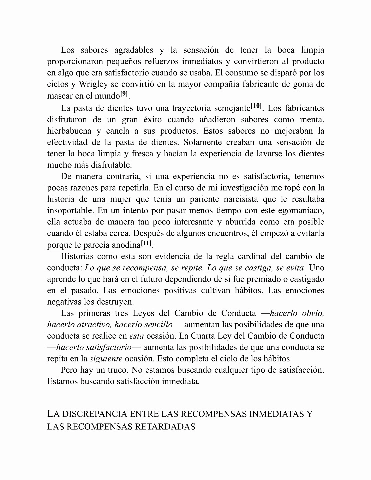 Los sabores agradables y la sensación de tener la boca limpia
proporcionaron pequeños refuerzos inmediatos y convirtieron al producto
en algo que era satisfactorio cuando se usaba. El consumo se disparó por los
cielos y Wrigley se convirtió en la mayor compañía fabricante de goma de
mascar en el mundo[9].
La pasta de dientes tuvo una trayectoria semejante[10]. Los fabricantes
disfrutaron de un gran éxito cuando añadieron sabores como menta,
hierbabuena y canela a sus productos. Estos sabores no mejoraban la
efectividad de la pasta de dientes. Solamente creaban una sensación de
tener la boca limpia y fresca y hacían la experiencia de lavarse los dientes
mucho más disfrutable.
De manera contraria, si una experiencia no es satisfactoria, tenemos
pocas razones para repetirla. En el curso de mi investigación me topé con la
historia de una mujer que tenía un pariente narcisista que le resultaba
insoportable. En un intento por pasar menos tiempo con este egomaníaco,
ella actuaba de manera tan poco interesante y aburrida como era posible
cuando él estaba cerca. Después de algunos encuentros, él empezó a evitarla
porque le parecía anodina[11].
Historias como esta son evidencia de la regla cardinal del cambio de
conducta: Lo que se recompensa, se repite. Lo que se castiga, se evita. Uno
aprende lo que hará en el futuro dependiendo de si fue premiado o castigado
en el pasado. Las emociones positivas cultivan hábitos. Las emociones
negativas los destruyen.
Las primeras tres Leyes del Cambio de Conducta —hacerlo obvio,
hacerlo atractivo, hacerlo sencillo— aumentan las posibilidades de que una
conducta se realice en esta ocasión. La Cuarta Ley del Cambio de Conducta
—hacerlo satisfactorio— aumenta las posibilidades de que una conducta se
repita en la siguiente ocasión. Esto completa el ciclo de los hábitos.
Pero hay un truco. No estamos buscando cualquier tipo de satisfacción.
Estamos buscando satisfacción inmediata.
LA DISCREPANCIA ENTRE LAS RECOMPENSAS INMEDIATAS Y
LAS RECOMPENSAS RETARDADAS